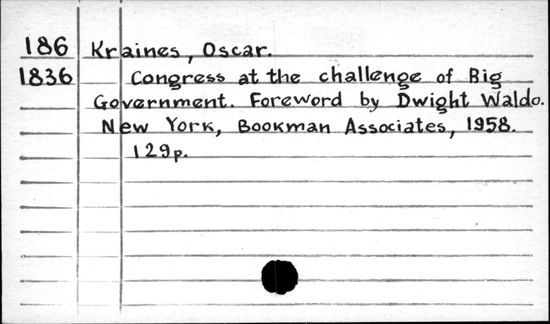 186 Kraines, Oscar.
1836 Congress at the challenge of Big
Government. Foreword by Dwight Waldo.
New York, Bookman Associates, 1958.
129p.